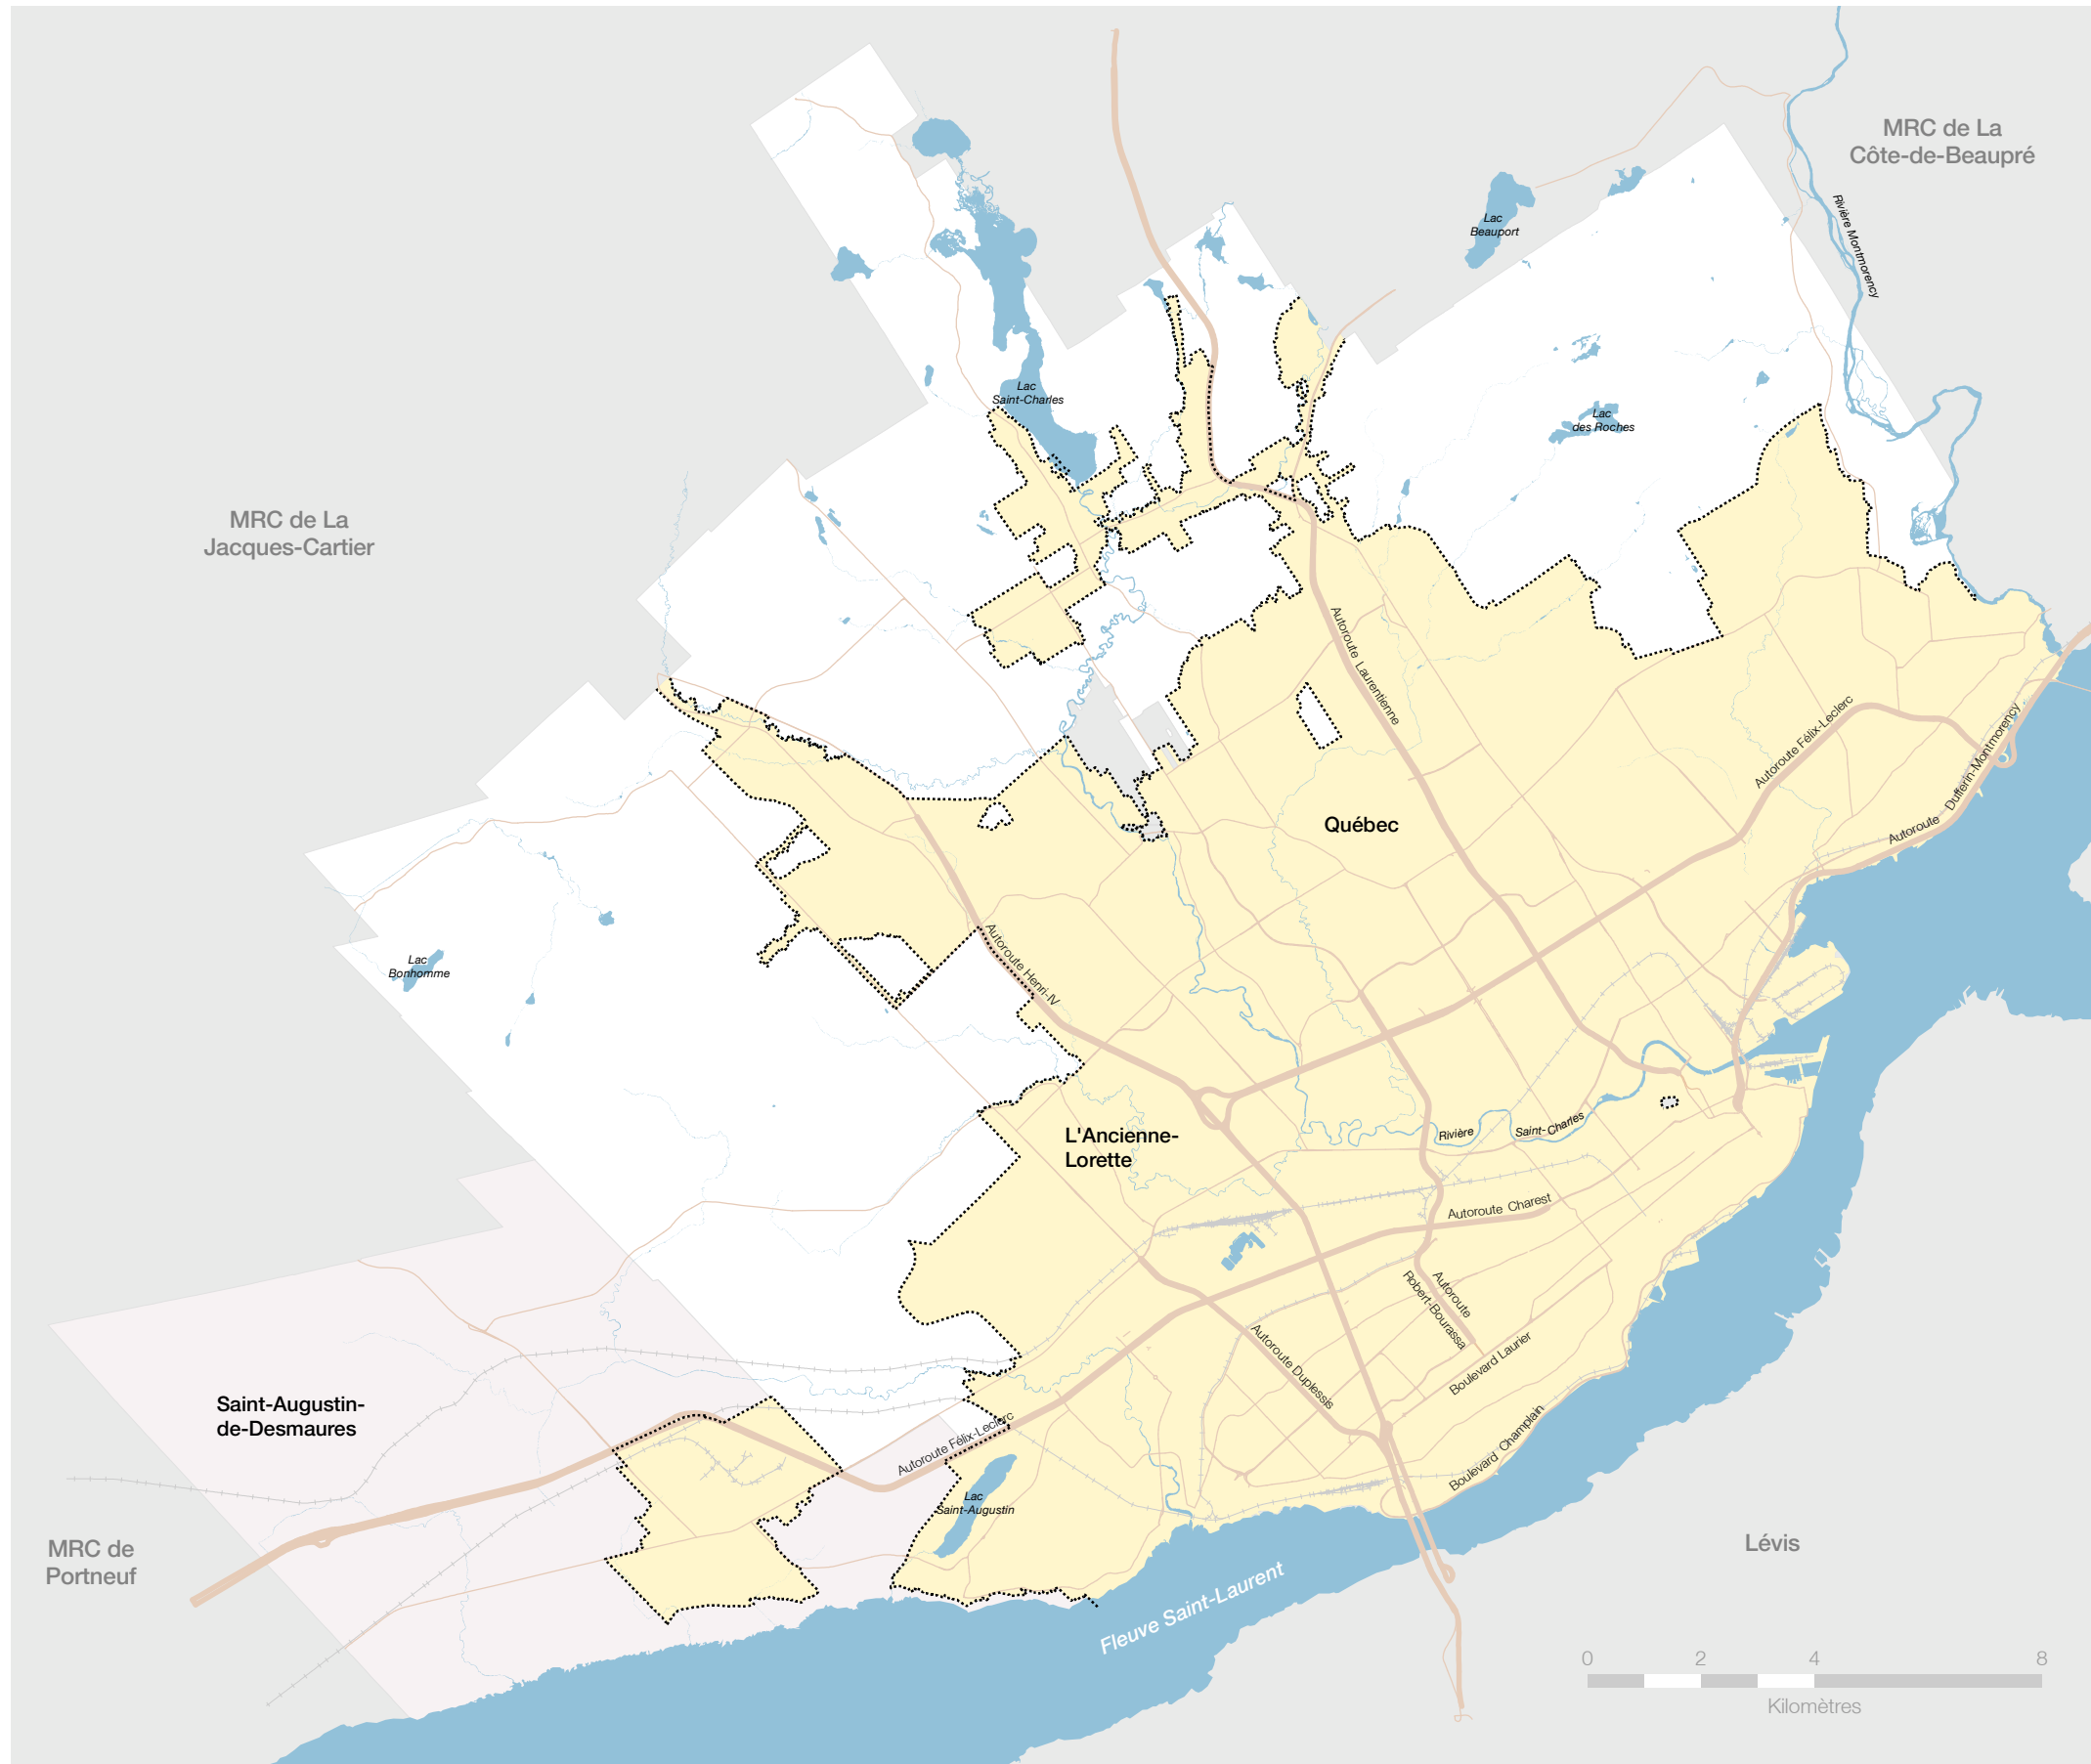 MRC de La
Côte-de-Beaupré
Rivière Montmorency
Lac
Beauport
Lac
Saint-Charles
Lac
des Roches
MRC de La
Jacques-Cartier
Autoroute Laurentienne
Autoroute Félix-Leclerc
Dufferin-Montmorency
Autoroute
Québec
Autoroute Henri-IV
Lac
Bonhomme
L'Ancienne-
Lorette
Rivière
Saint-Charles
Autoroute Charest
Autoroute
Robert-Bourassa
Autoroute Duplessis
Boulevard Laurier
Boulevard Champlain
Saint-Augustin-
de-Desmaures
Autoroute Félix-Leclerc
Lac
Saint-Augustin
MRC de
Portneuf
Lévis
Fleuve Saint-Laurent
0 2 4 8
Kilomètres